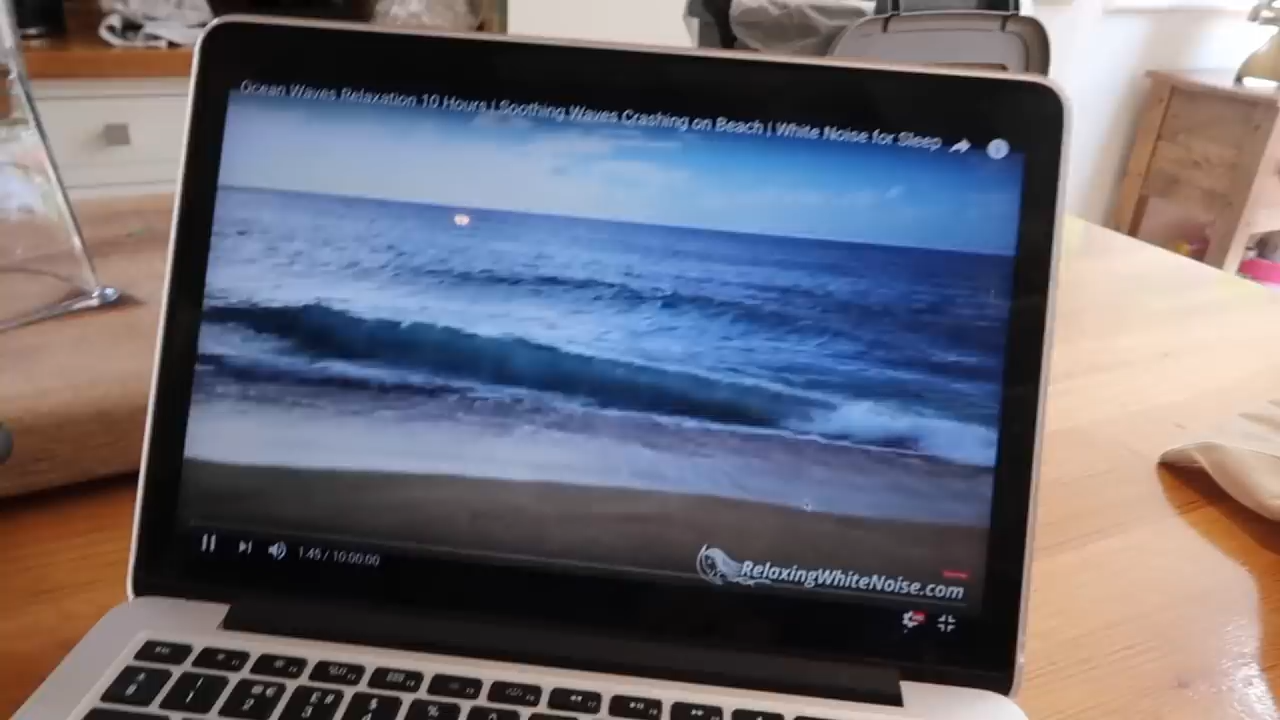 Ocean Waves Relaxation 10 Hours | Soothing Waves Crashing on Beach | White Noise for Sleep
1:45 / 10:00:00
RelaxingWhiteNoise.com